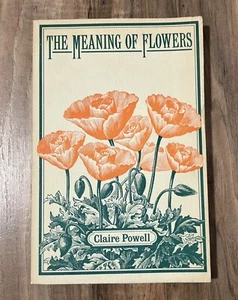 THE MEANING OF FLOWERS
Claire Powell